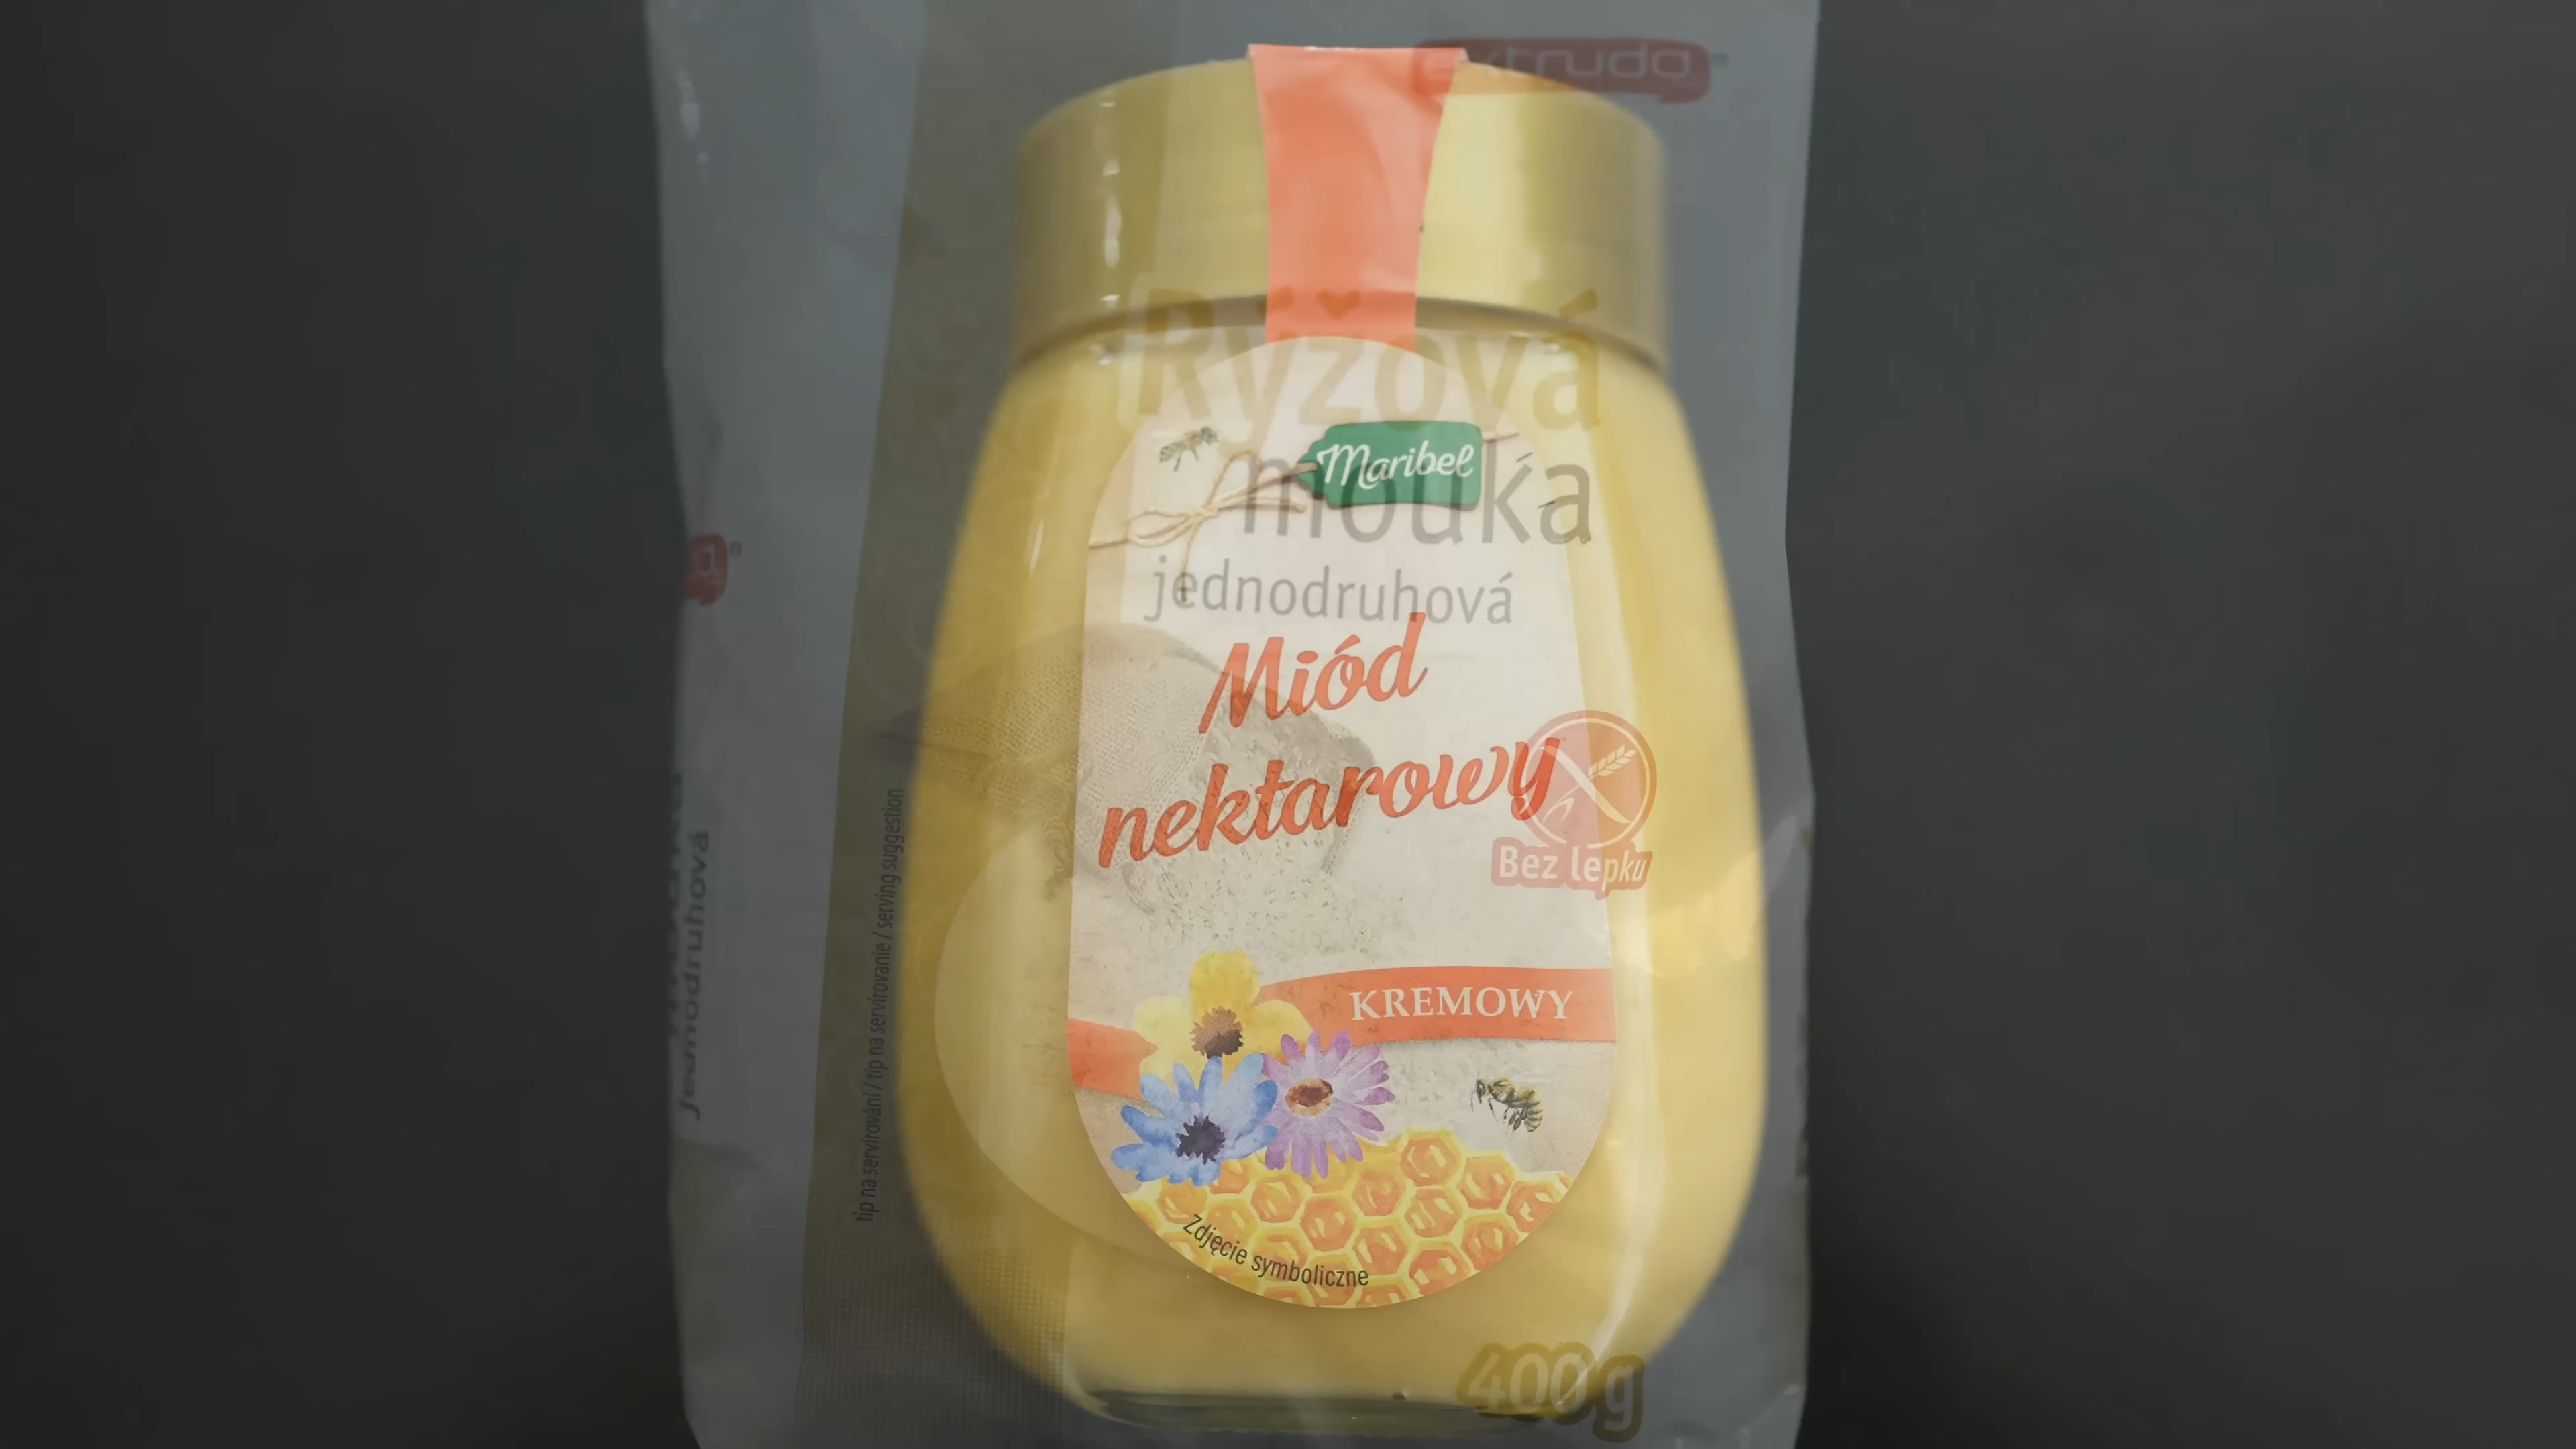 extrudo
Rýžová
Maribel
mouka
jednodruhová
Miód
nektarowy
Bez lepku
KREMOWY
Zdjęcie symboliczne
400 g
tip na servírování / tip na servírovanie / serving suggestion
jednodruhová